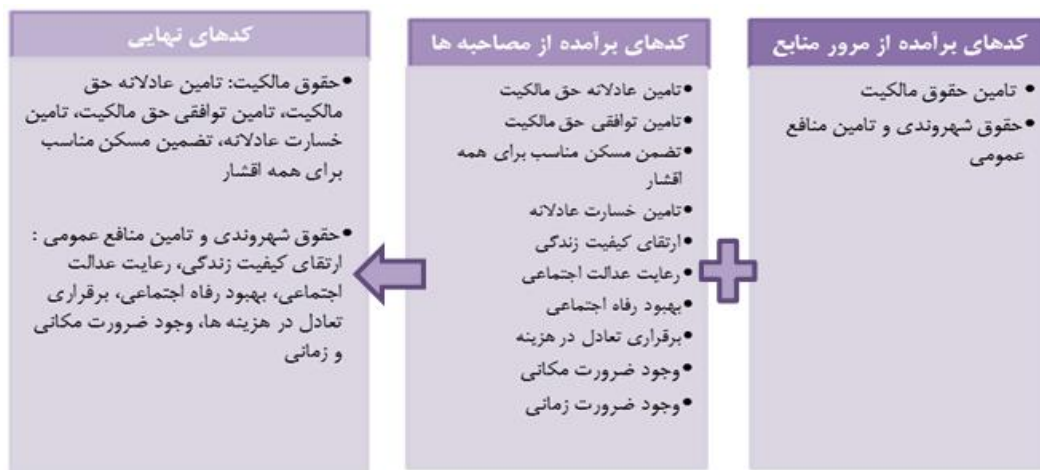 کدهای برآمده از مرور منابع
• تامین حقوق مالکیت
• حقوق شهروندی و تامین منافع
عمومی
کدهای برآمده از مصاحبه ها
• تامین عادلانه حق مالکیت
• تامین توافقی حق مالکیت
• تضمن مسکن مناسب برای همه
اقشار
• تامین خسارت عادلانه
• ارتقای کیفیت زندگی
• رعایت عدالت اجتماعی
• بهبود رفاه اجتماعی
• برقراری تعادل در هزینه
• وجود ضرورت مکانی
• وجود ضرورت زمانی
کدهای نهایی
• حقوق مالکیت: تامین عادلانه حق
مالکیت، تامین توافقی حق مالکیت، تامین
خسارت عادلانه، تضمین مسکن مناسب
برای همه اقشار
• حقوق شهروندی و تامین منافع عمومی :
ارتقای کیفیت زندگی، رعایت عدالت
اجتماعی، بهبود رفاه اجتماعی، برقراری
تعادل در هزینه ها، وجود ضرورت مکانی
و زمانی